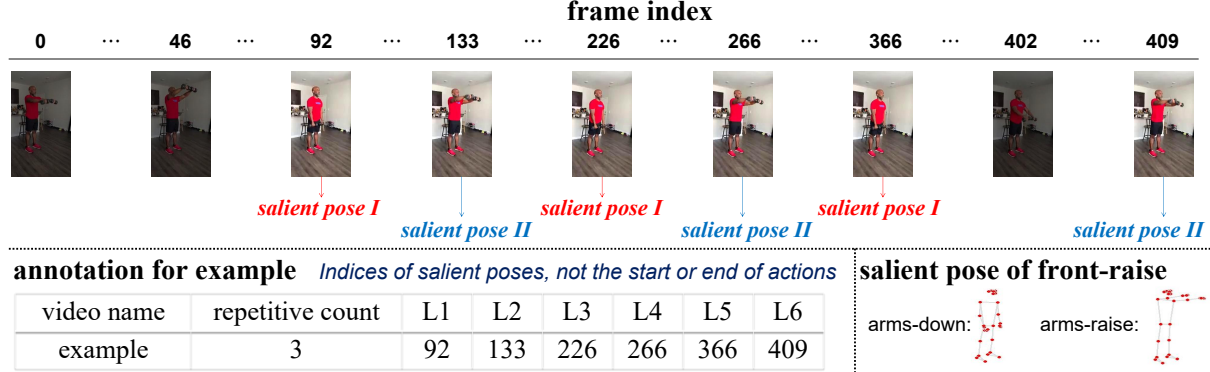 frame index
0 ... 46 ... 92 ... 133 ... 226 ... 266 ... 366 ... 402 ... 409
salient pose I salient pose I salient pose I
salient pose II salient pose II salient pose II
annotation for example Indices of salient poses, not the start or end of actions
video name repetitive count L1 L2 L3 L4 L5 L6
example 3 92 133 226 266 366 409
salient pose of front-raise
arms-down: arms-raise: